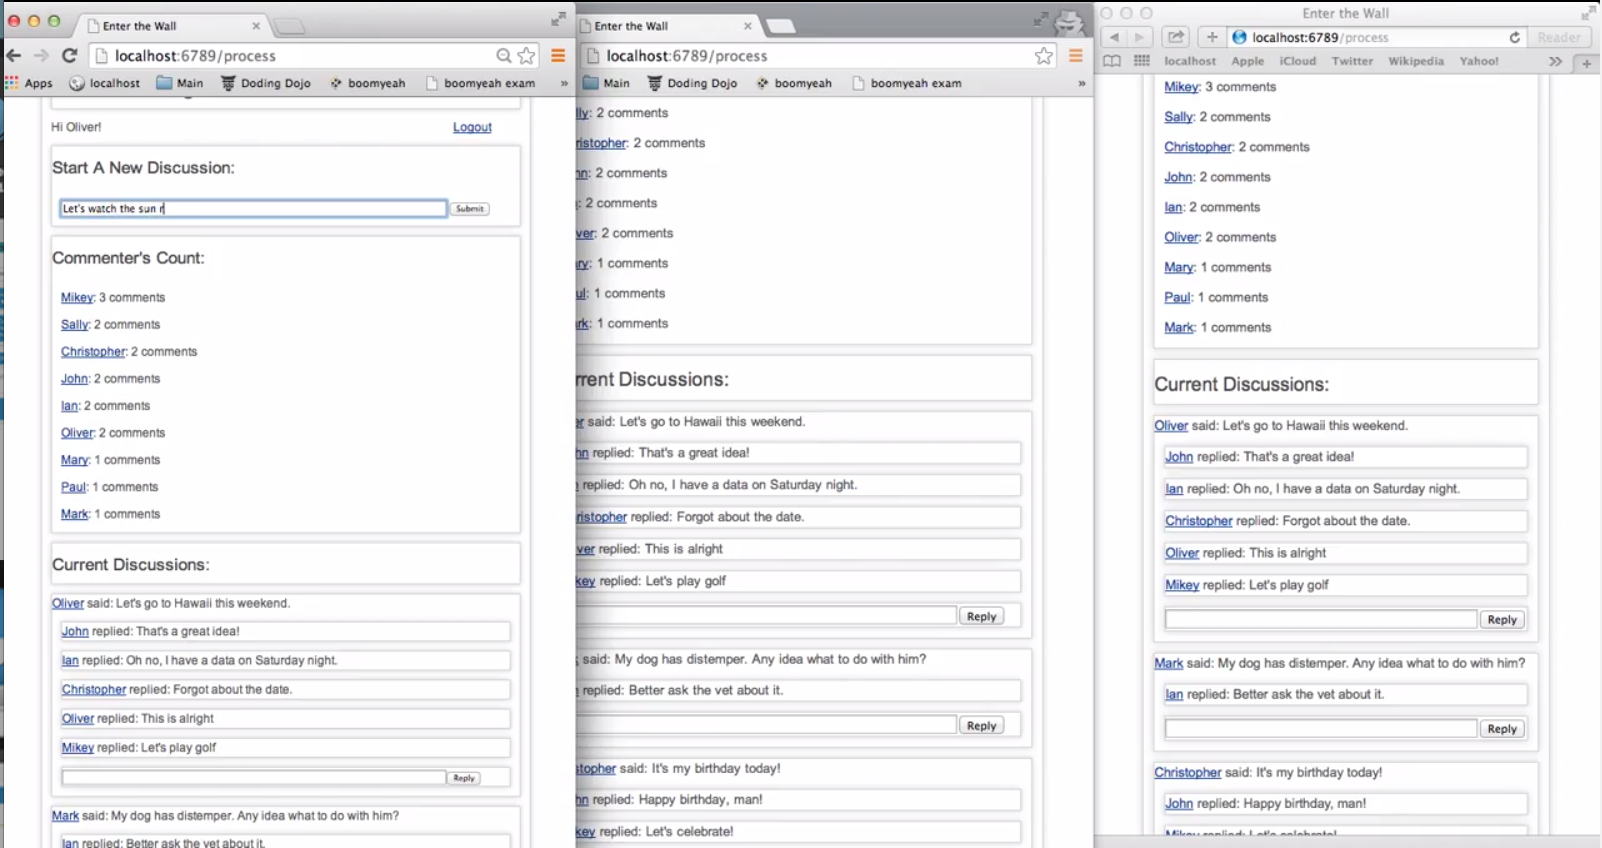 Enter the Wall
localhost:6789/process
Apps localhost Main Doding Dojo boomyeah boomyeah exam »
Hi Oliver! Logout
Start A New Discussion:
Let's watch the sun r Submit
Commenter's Count:
Mikey: 3 comments
Sally: 2 comments
Christopher: 2 comments
John: 2 comments
Ian: 2 comments
Oliver: 2 comments
Mary: 1 comments
Paul: 1 comments
Mark: 1 comments
Current Discussions:
Oliver said: Let's go to Hawaii this weekend.
John replied: That's a great idea!
Ian replied: Oh no, I have a data on Saturday night.
Christopher replied: Forgot about the date.
Oliver replied: This is alright
Mikey replied: Let's play golf
Reply
Mark said: My dog has distemper. Any idea what to do with him?
Ian replied: Better ask the vet about it.
Enter the Wall
localhost:6789/process
Main Doding Dojo boomyeah boomyeah exam »
lly: 2 comments
ristopher: 2 comments
hn: 2 comments
: 2 comments
ver: 2 comments
ry: 1 comments
ul: 1 comments
rk: 1 comments
rrent Discussions:
er said: Let's go to Hawaii this weekend.
hn replied: That's a great idea!
replied: Oh no, I have a data on Saturday night.
ristopher replied: Forgot about the date.
ver replied: This is alright
key replied: Let's play golf
Reply
said: My dog has distemper. Any idea what to do with him?
replied: Better ask the vet about it.
Reply
stopher said: It's my birthday today!
hn replied: Happy birthday, man!
key replied: Let's celebrate!
Enter the Wall
localhost:6789/process Reader
localhost Apple iCloud Twitter Wikipedia Yahoo! »
Mikey: 3 comments
Sally: 2 comments
Christopher: 2 comments
John: 2 comments
Ian: 2 comments
Oliver: 2 comments
Mary: 1 comments
Paul: 1 comments
Mark: 1 comments
Current Discussions:
Oliver said: Let's go to Hawaii this weekend.
John replied: That's a great idea!
Ian replied: Oh no, I have a data on Saturday night.
Christopher replied: Forgot about the date.
Oliver replied: This is alright
Mikey replied: Let's play golf
Reply
Mark said: My dog has distemper. Any idea what to do with him?
Ian replied: Better ask the vet about it.
Reply
Christopher said: It's my birthday today!
John replied: Happy birthday, man!
Mikey replied: Let's celebrate!